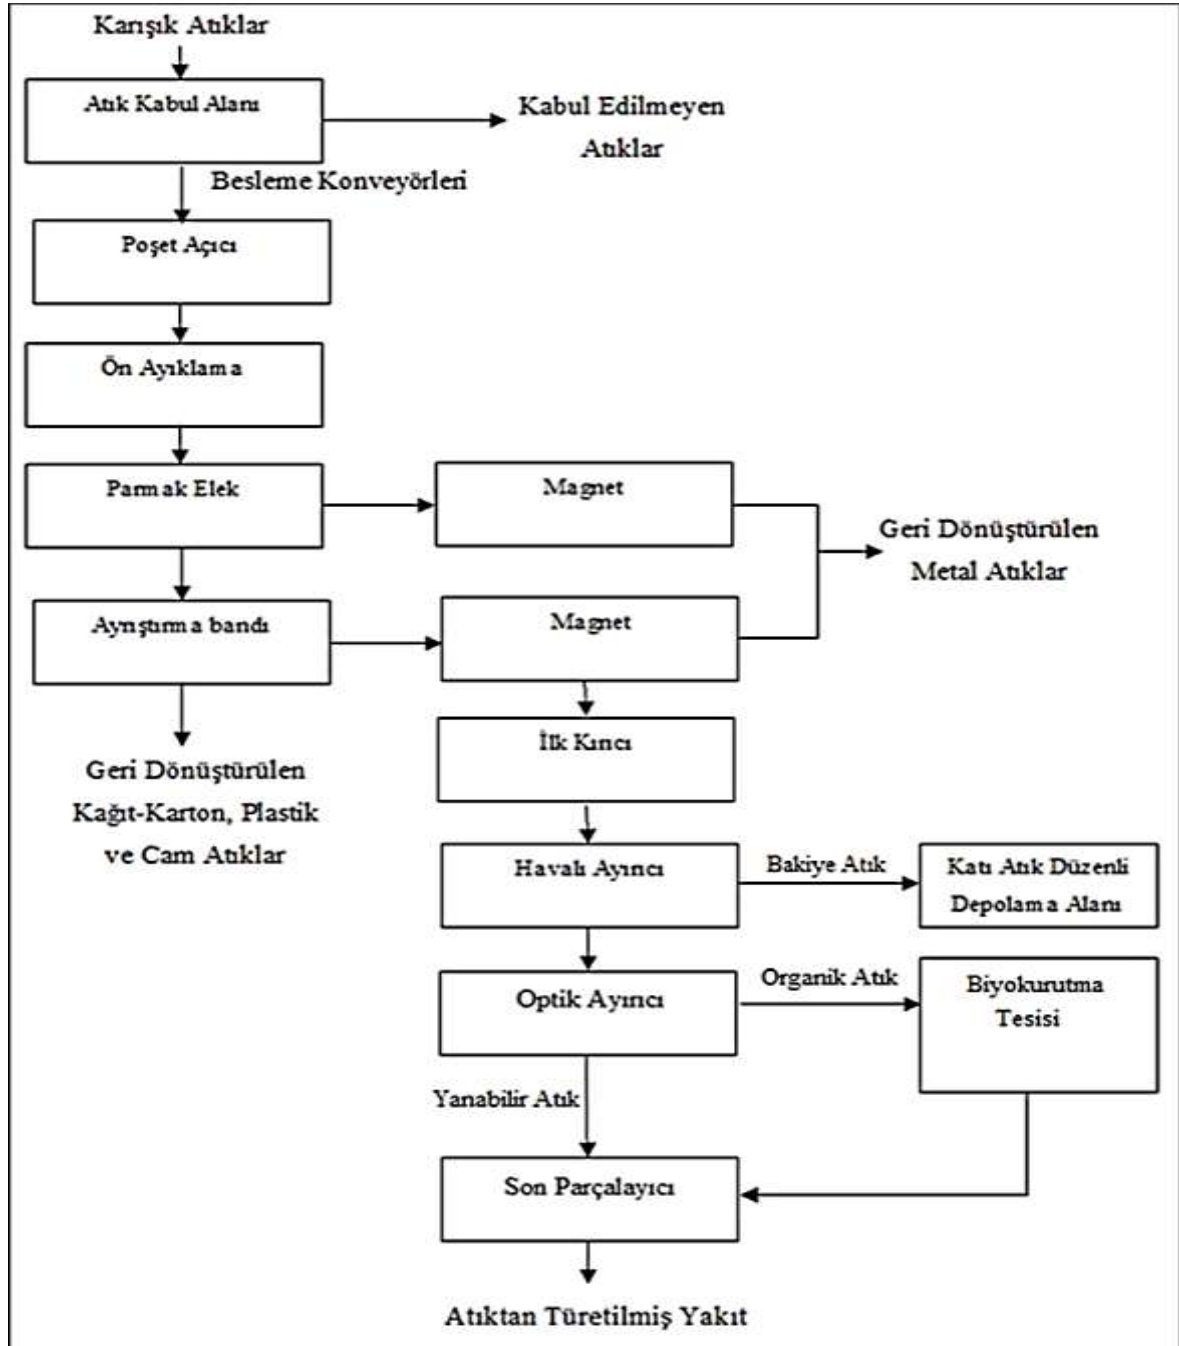 Karışık Atıklar
Atık Kabul Alanı
Kabul Edilmeyen
Atıklar
Besleme Konveyörleri
Poşet Açıcı
Ön Ayıklama
Parmak Elek
Magnet
Geri Dönüştürülen
Metal Atıklar
Ayrıştırma bandı
Magnet
İlk Kırıcı
Geri Dönüştürülen
Kağıt-Karton, Plastik
ve Cam Atıklar
Havalı Ayırıcı
Bakiye Atık
Katı Atık Düzenli
Depolama Alanı
Optik Ayırıcı
Organik Atık
Biyokurutma
Tesisi
Yanabilir Atık
Son Parçalayıcı
Atıktan Türetilmiş Yakıt